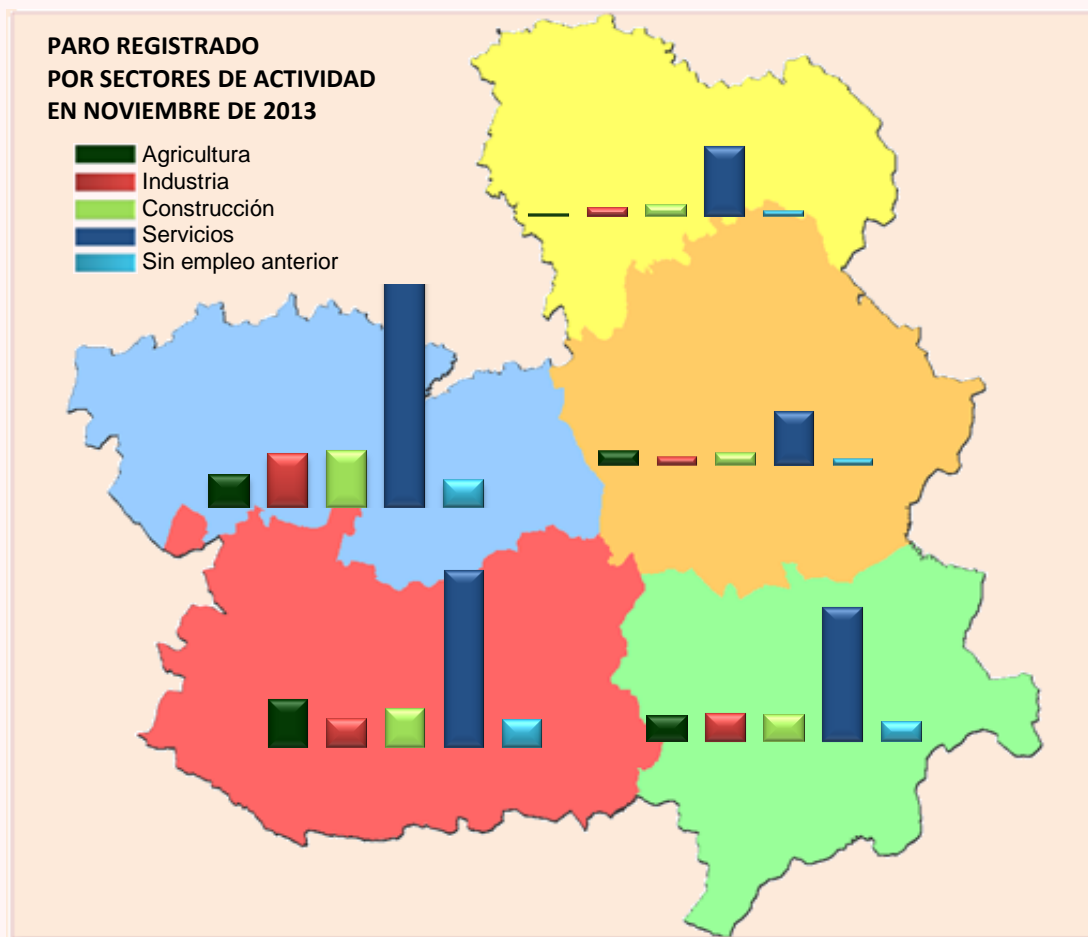 PARO REGISTRADO
POR SECTORES DE ACTIVIDAD
EN NOVIEMBRE DE 2013
Agricultura
Industria
Construcción
Servicios
Sin empleo anterior